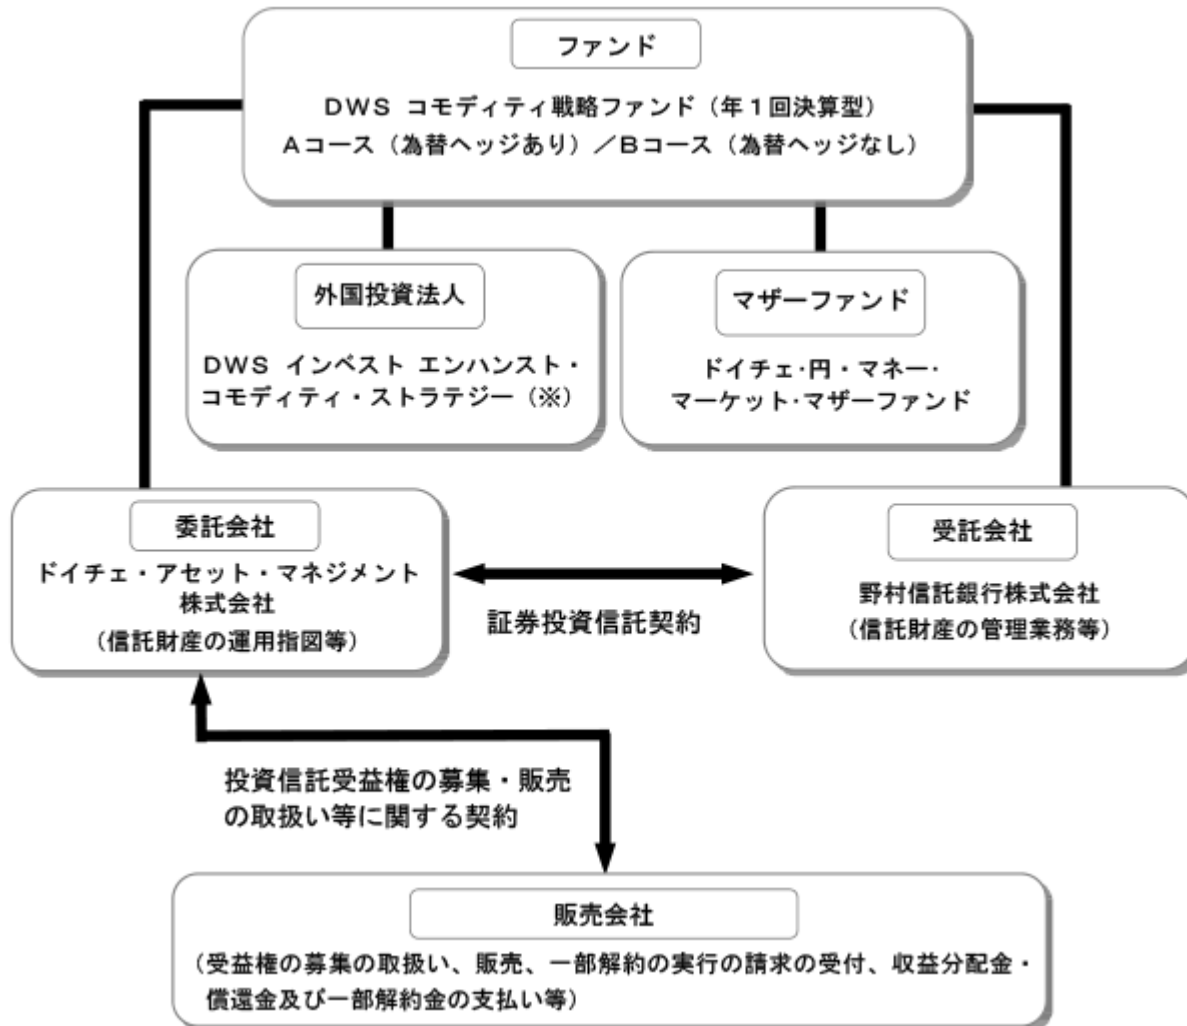 ファンド
DWS コモディティ戦略ファンド（年１回決算型）
Aコース（為替ヘッジあり）／Bコース（為替ヘッジなし）
外国投資法人
DWS インベスト エンハンスト・
コモディティ・ストラテジー（※）
マザーファンド
ドイチェ・円・マネー・
マーケット・マザーファンド
委託会社
ドイチェ・アセット・マネジメント
株式会社
（信託財産の運用指図等）
証券投資信託契約
受託会社
野村信託銀行株式会社
（信託財産の管理業務等）
投資信託受益権の募集・販売
の取扱い等に関する契約
販売会社
（受益権の募集の取扱い、販売、一部解約の実行の請求の受付、収益分配金・
償還金及び一部解約金の支払い等）